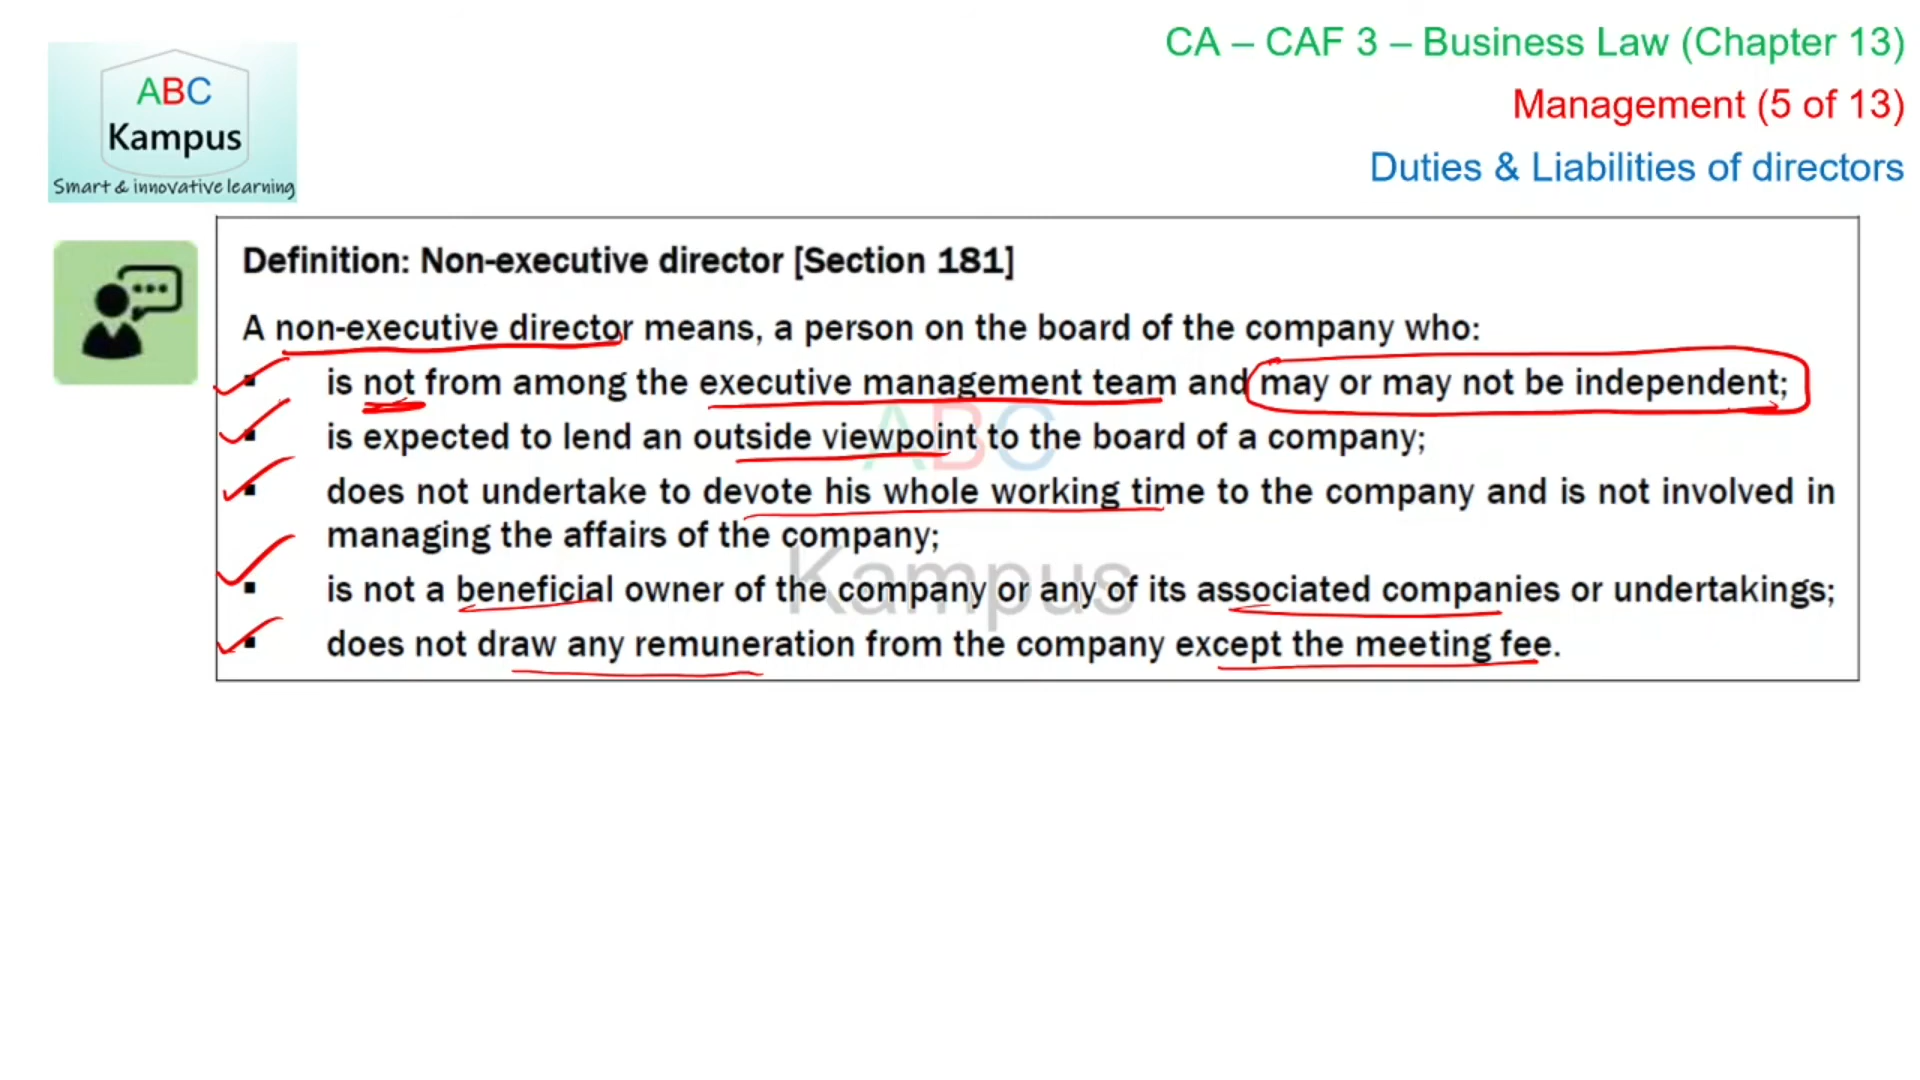 CA – CAF 3 – Business Law (Chapter 13)
ABC
Kampus
Smart & innovative learning
Management (5 of 13)
Duties & Liabilities of directors
Definition: Non-executive director [Section 181]
A non-executive director means, a person on the board of the company who:
▪ is not from among the executive management team and may or may not be independent;
▪ is expected to lend an outside viewpoint to the board of a company;
▪ does not undertake to devote his whole working time to the company and is not involved in
managing the affairs of the company;
▪ is not a beneficial owner of the company or any of its associated companies or undertakings;
▪ does not draw any remuneration from the company except the meeting fee.
ABC
Kampus